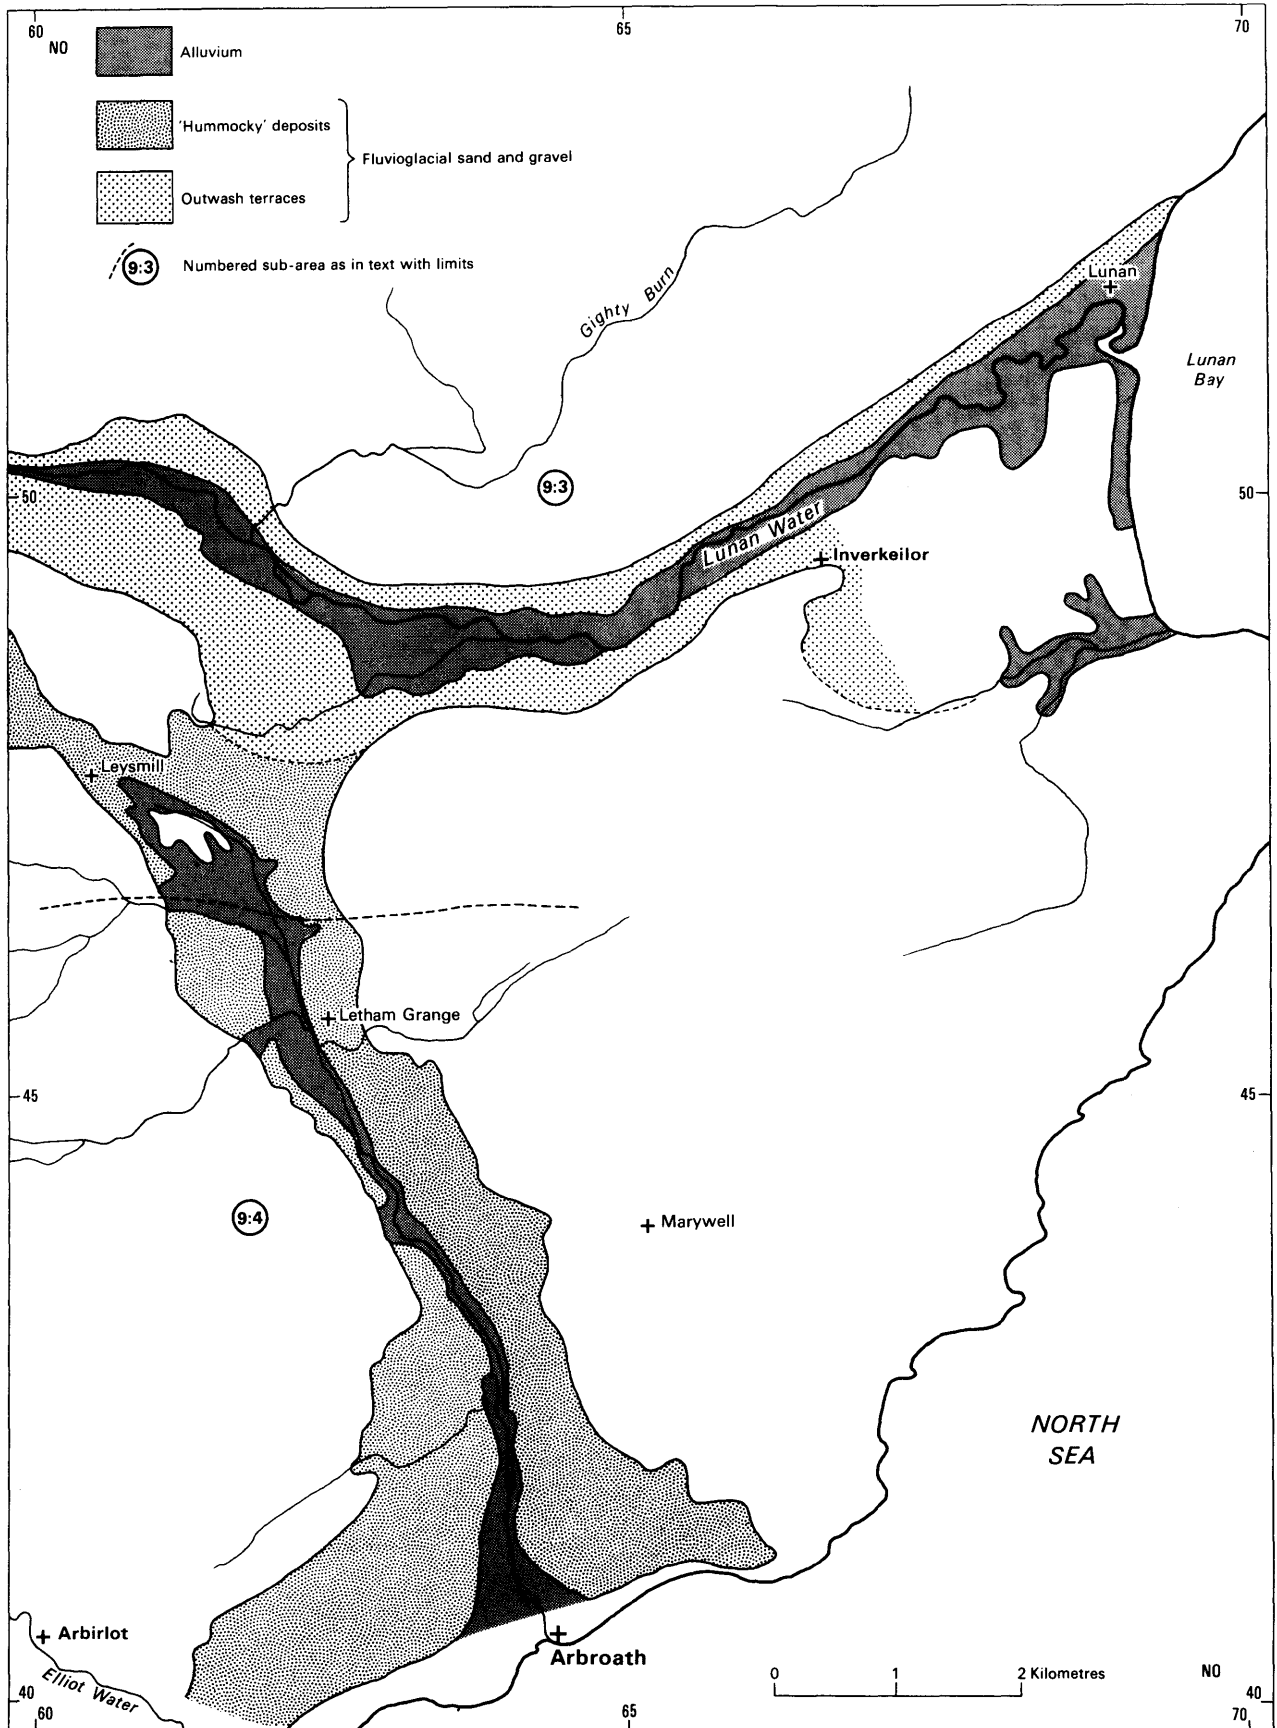 60
65
70
NO
Alluvium
'Hummocky' deposits
Fluvioglacial sand and gravel
Outwash terraces
9:3
Numbered sub-area as in text with limits
Gighty Burn
Lunan
Lunan
Bay
9:3
50
50
Lunan Water
Inverkeilor
Leysmill
Letham Grange
45
45
9:4
Marywell
NORTH
SEA
Arbirlot
Elliot Water
Arbroath
0
1
2 Kilometres
NO
40
40
60
65
70